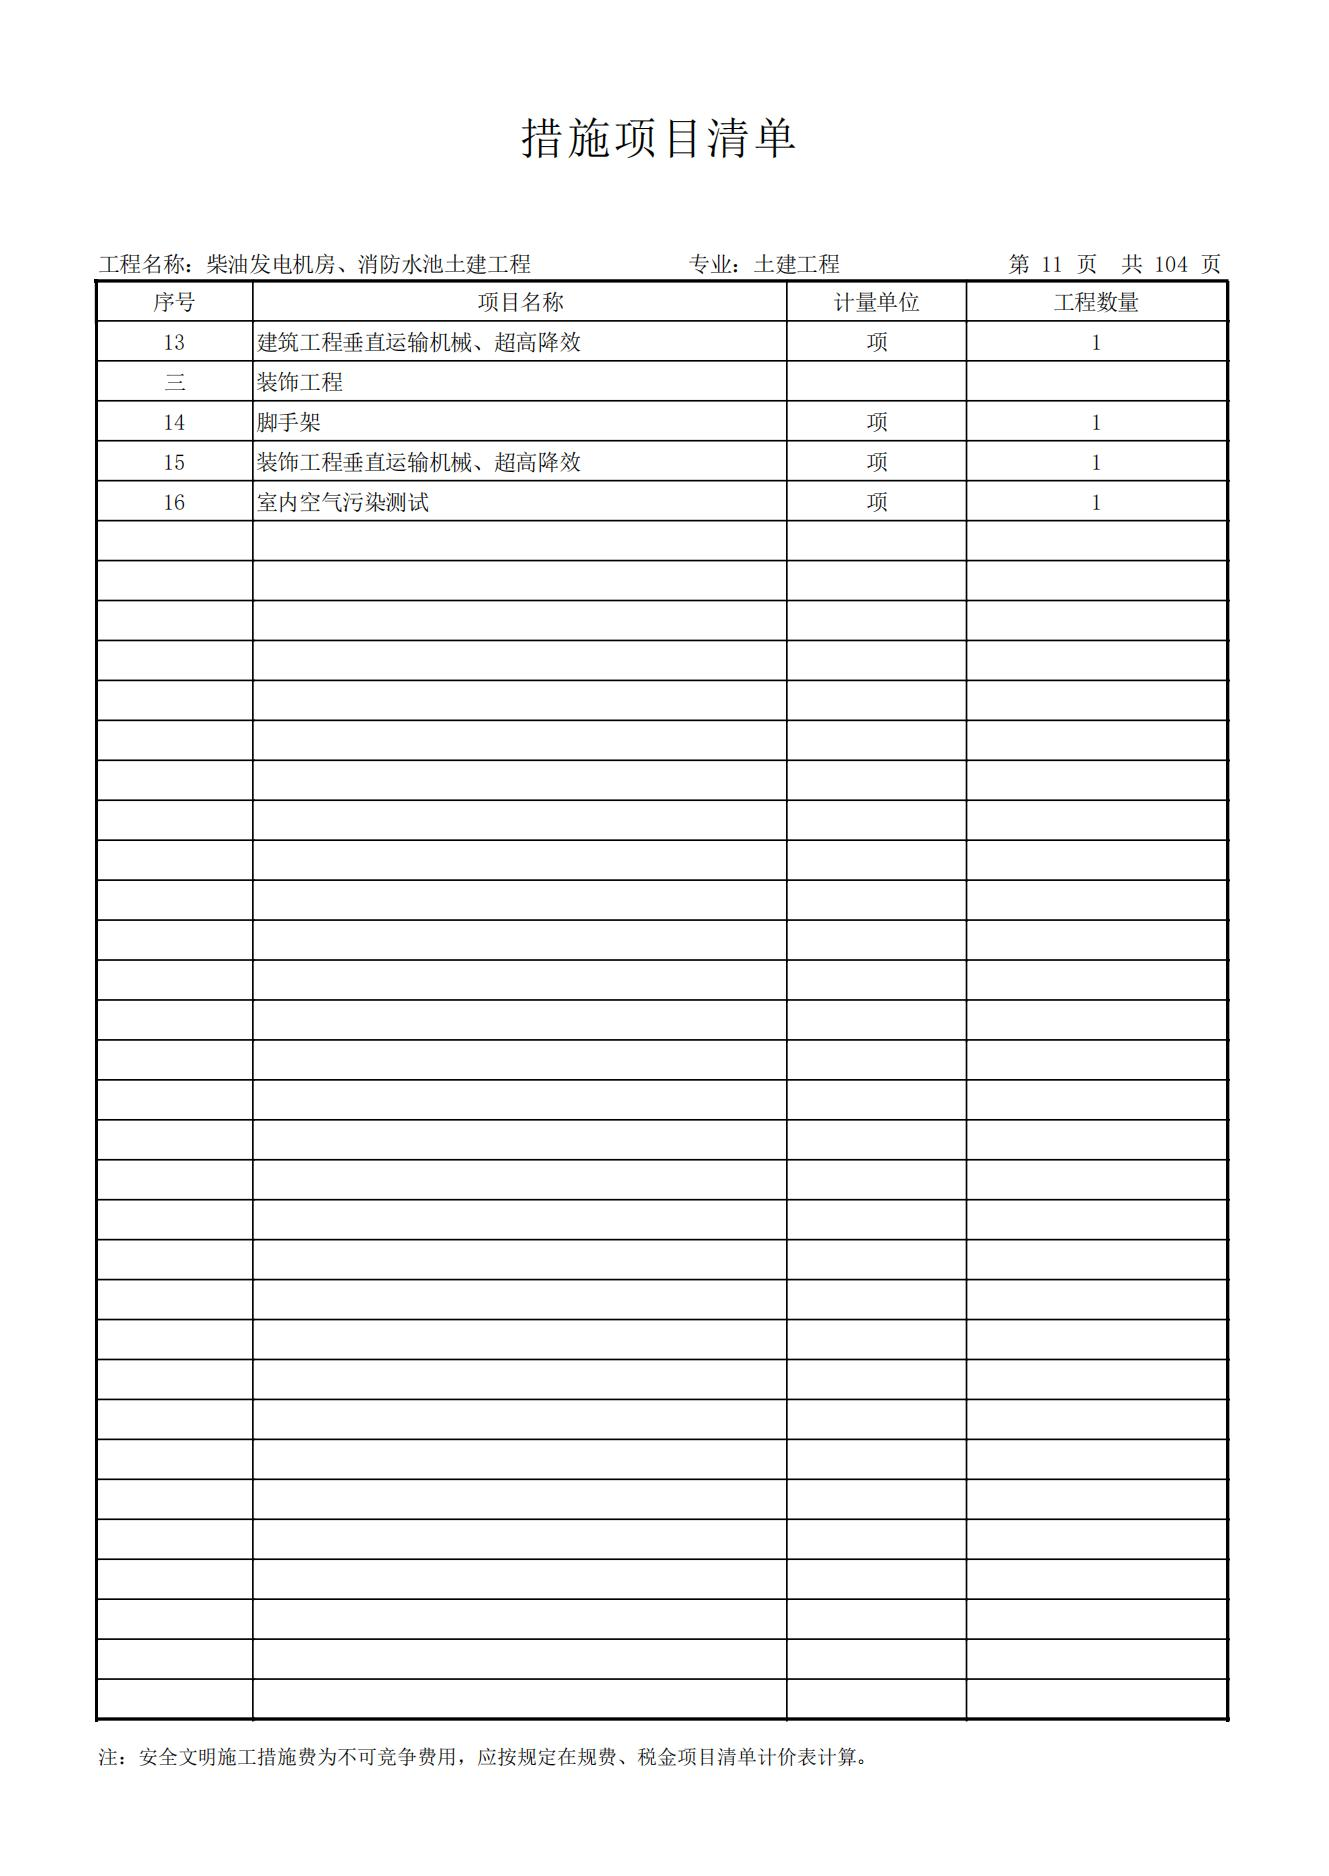 措施项目清单
工程名称：柴油发电机房、消防水池土建工程 专业：土建工程 第 11 页 共 104 页
序号 项目名称 计量单位 工程数量
13 建筑工程垂直运输机械、超高降效 项 1
三 装饰工程
14 脚手架 项 1
15 装饰工程垂直运输机械、超高降效 项 1
16 室内空气污染测试 项 1
注：安全文明施工措施费为不可竞争费用，应按规定在规费、税金项目清单计价表计算。